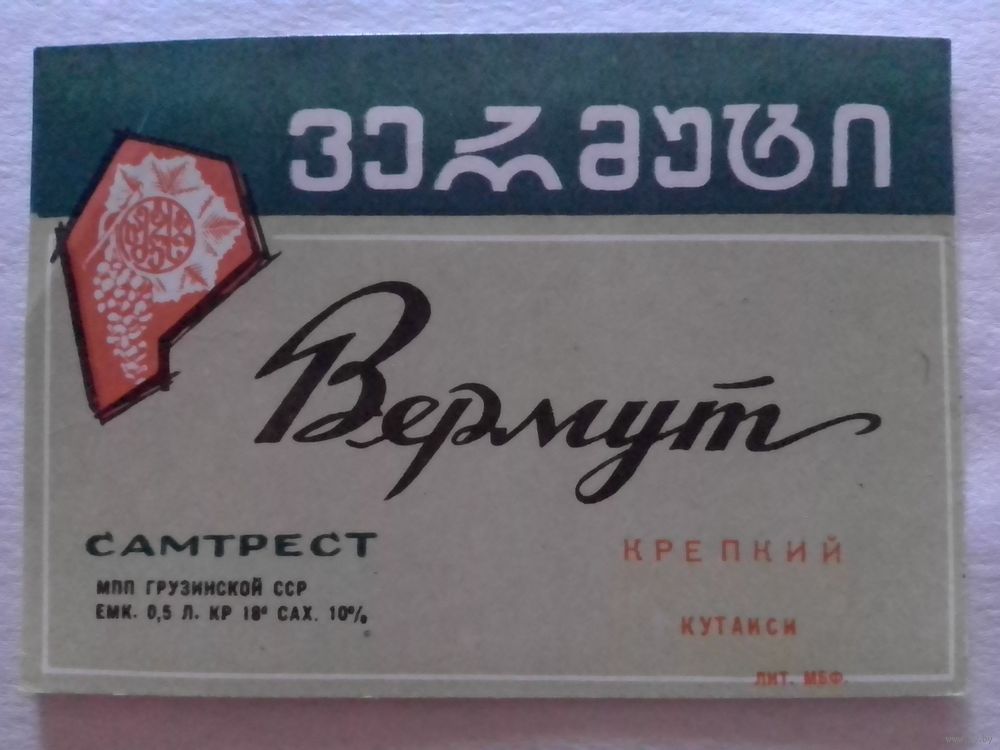 ვერმუტი
Вермут
САМТРЕСТ
МПП ГРУЗИНСКОЙ ССР
ЕМК. 0,5 Л. КР 18° САХ. 10%
КРЕПКИЙ
КУТАИСИ
ЛИТ. МБФ.